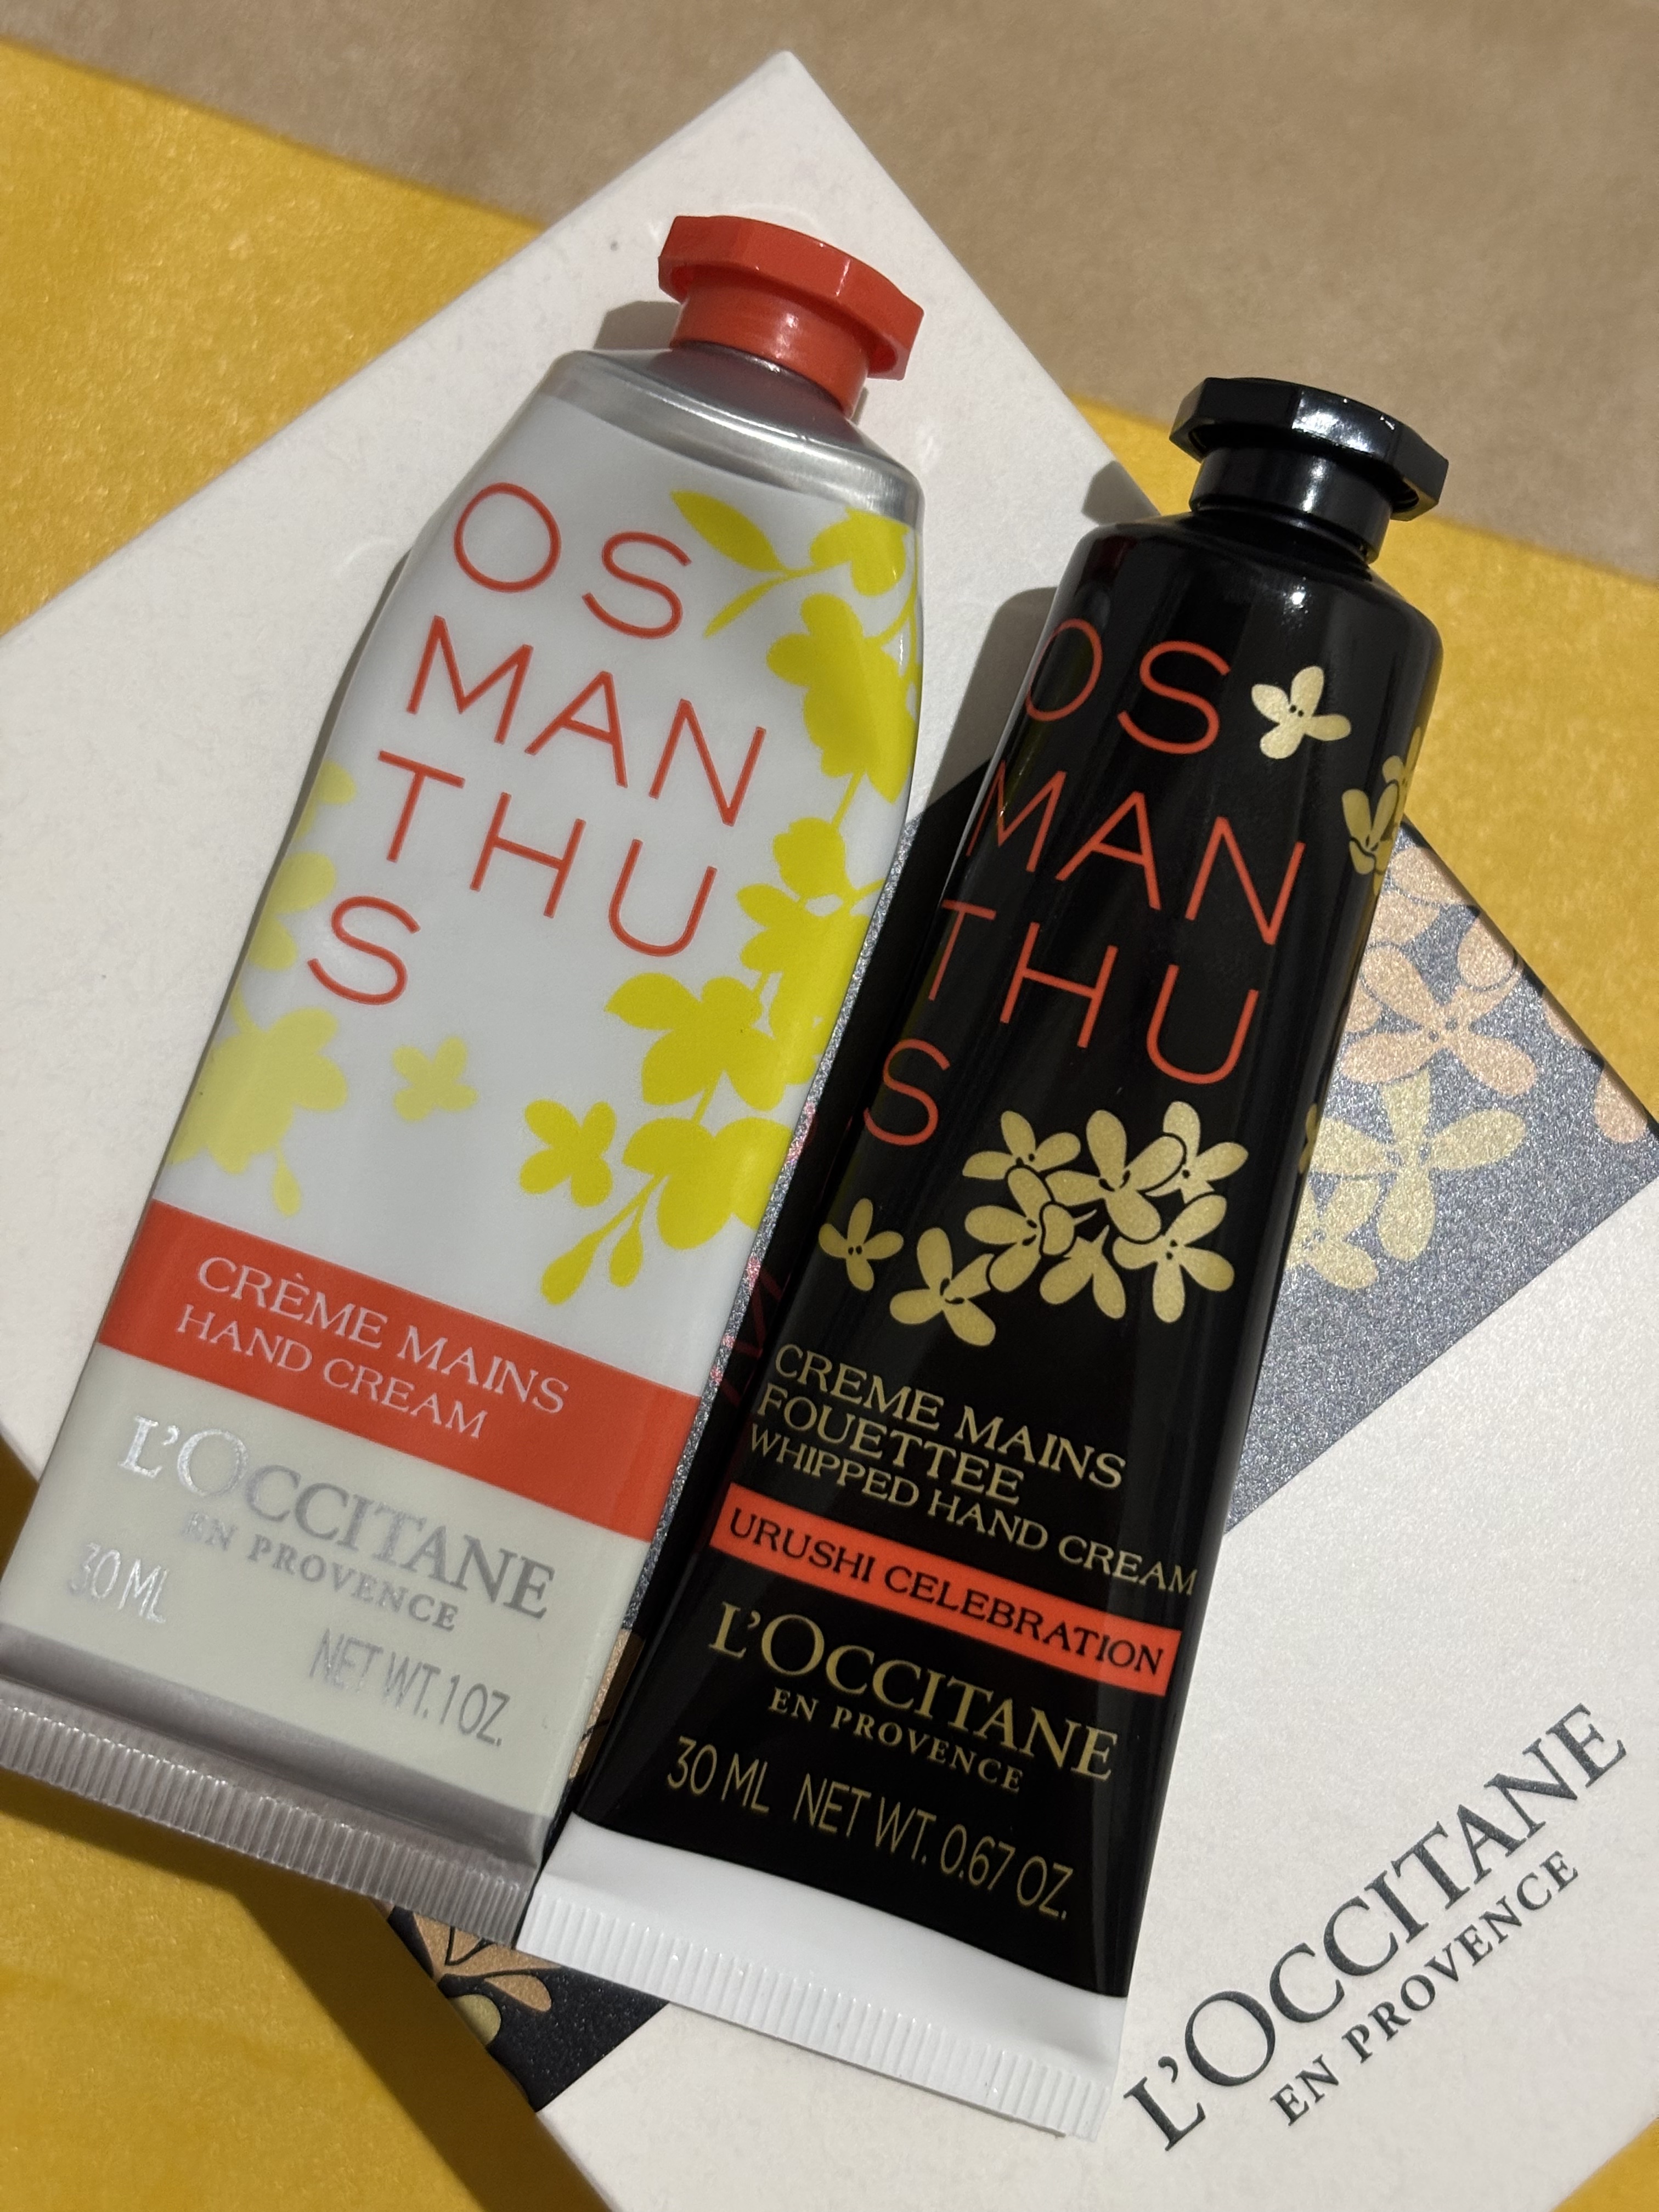 OS
MAN
THU
S
CRÈME MAINS
HAND CREAM
L'OCCITANE
EN PROVENCE
30 ML
NET WT. 1 OZ.
OS
MAN
THU
S
CREME MAINS
FOUETTEE
WHIPPED HAND CREAM
URUSHI CELEBRATION
L'OCCITANE
EN PROVENCE
30 ML NET WT. 0.67 OZ.
L'OCCITANE
EN PROVENCE